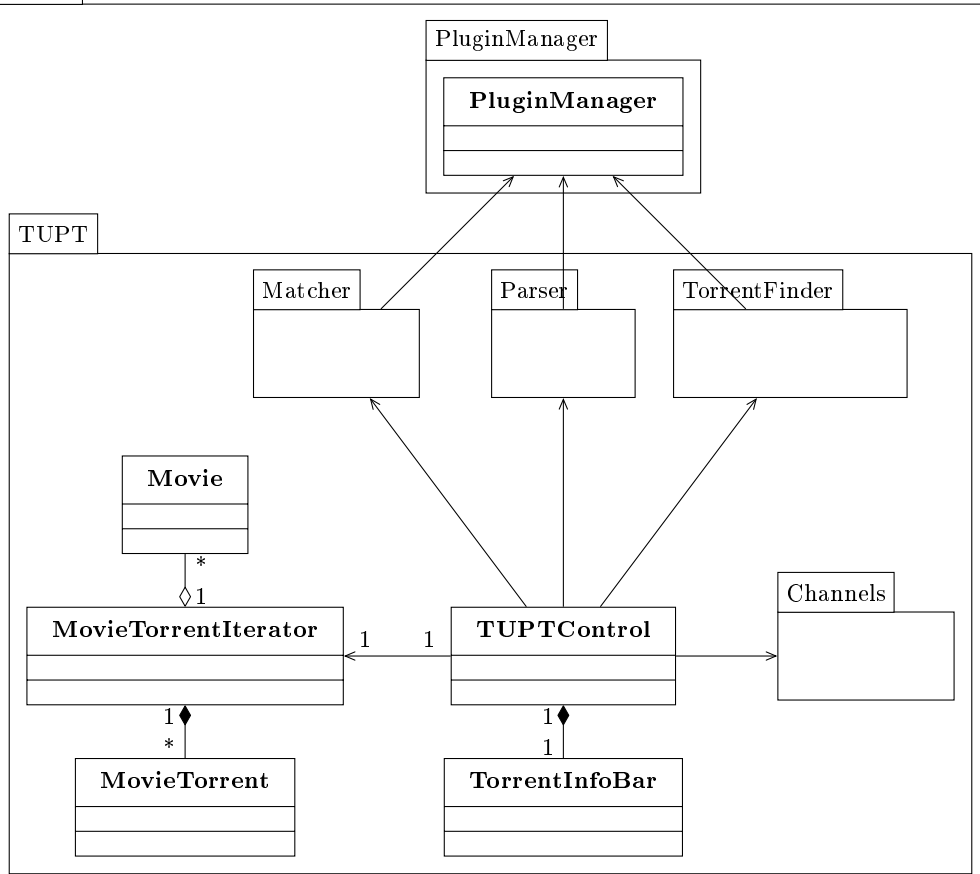 PluginManager
PluginManager
TUPT
Matcher
Parser
TorrentFinder
Movie
*
1
Channels
MovieTorrentIterator
1
1
TUPTControl
1
*
1
1
MovieTorrent
TorrentInfoBar